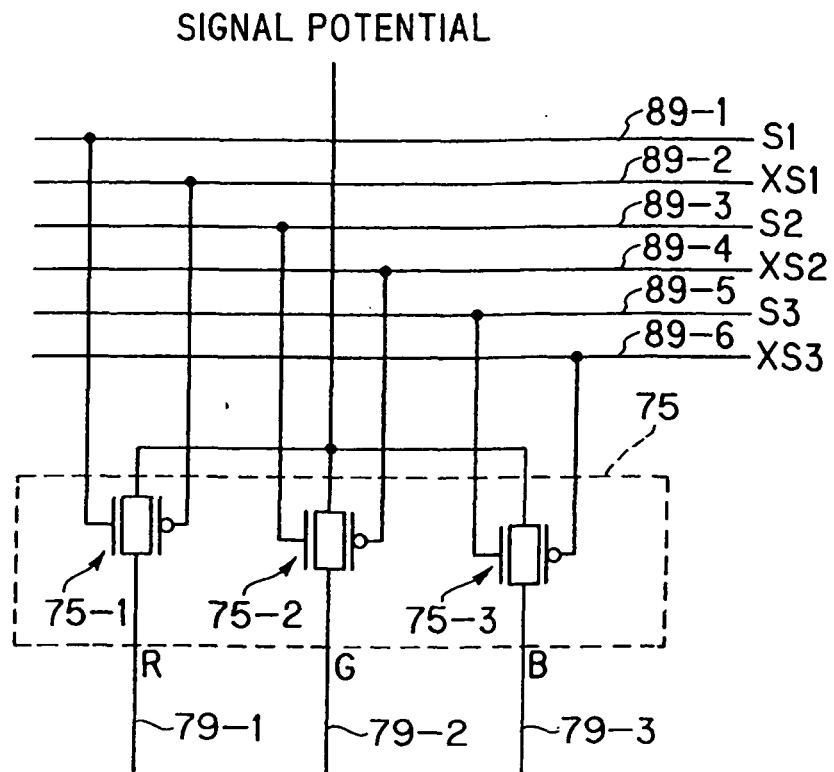 SIGNAL POTENTIAL
89-1
S1
89-2
XS1
89-3
S2
89-4
XS2
89-5
S3
89-6
XS3
75
75-1
75-2
75-3
R
G
B
79-1
79-2
79-3